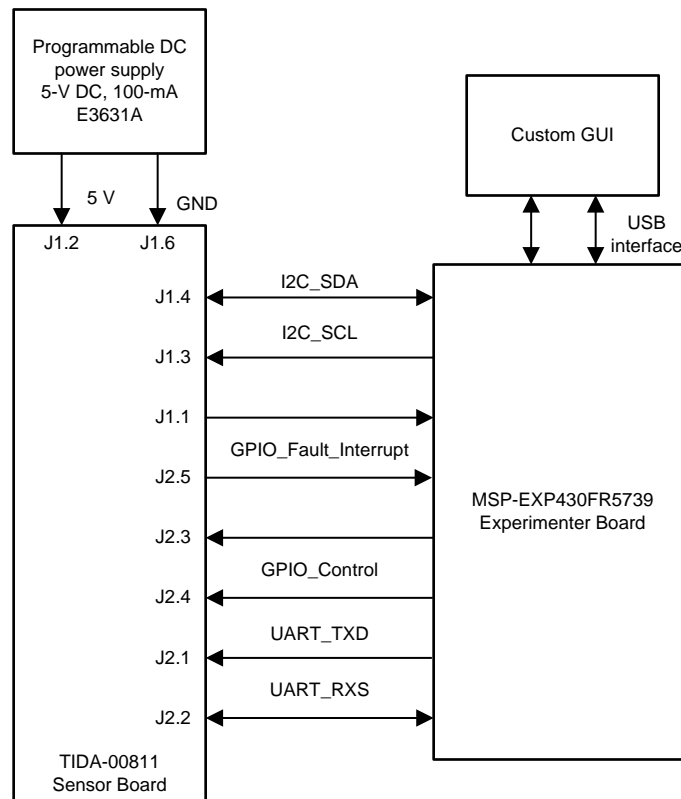 Programmable DC
power supply
5-V DC, 100-mA
E3631A
Custom GUI
5 V
GND
USB
interface
J1.2
J1.6
J1.4
I2C_SDA
J1.3
I2C_SCL
J1.1
GPIO_Fault_Interrupt
J2.5
MSP-EXP430FR5739
Experimenter Board
J2.3
GPIO_Control
J2.4
UART_TXD
J2.1
UART_RXS
J2.2
TIDA-00811
Sensor Board